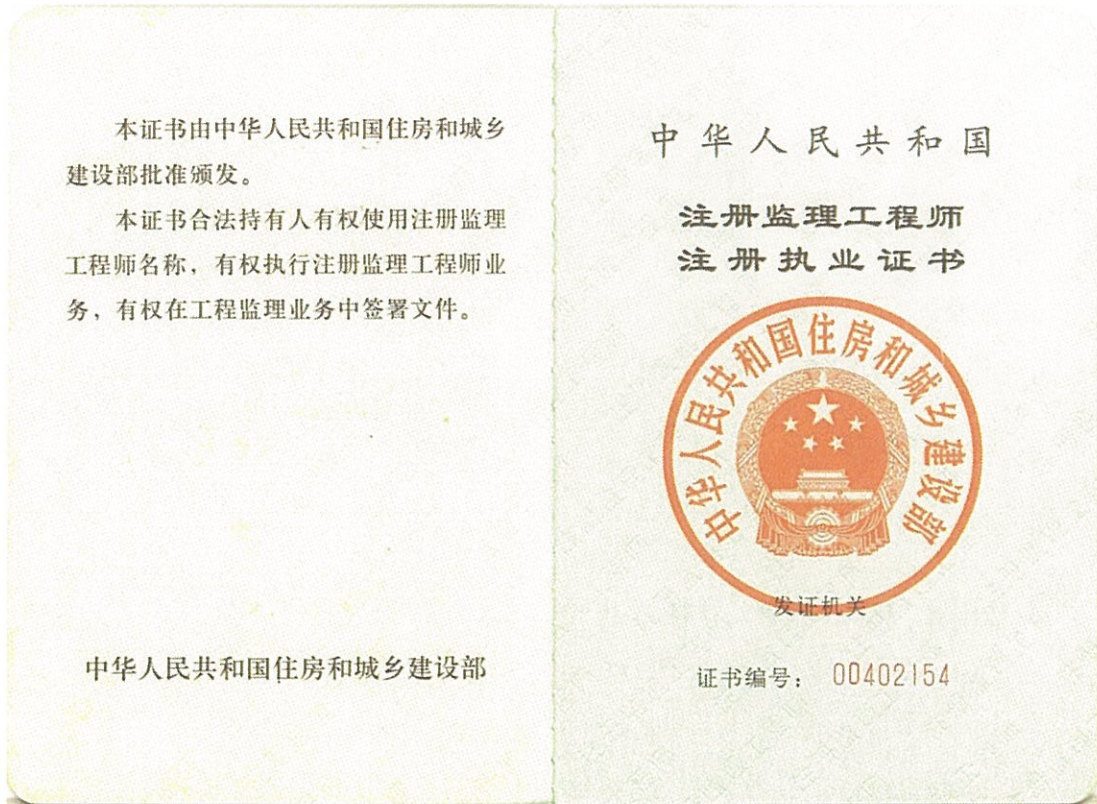 本证书由中华人民共和国住房和城乡
建设部批准颁发。
本证书合法持有人有权使用注册监理
工程师名称，有权执行注册监理工程师业
务，有权在工程监理业务中签署文件。
中华人民共和国住房和城乡建设部
中华人民共和国
注册监理工程师
注册执业证书
中华人民共和国住房和城乡建设部
发证机关
证书编号： 00402154